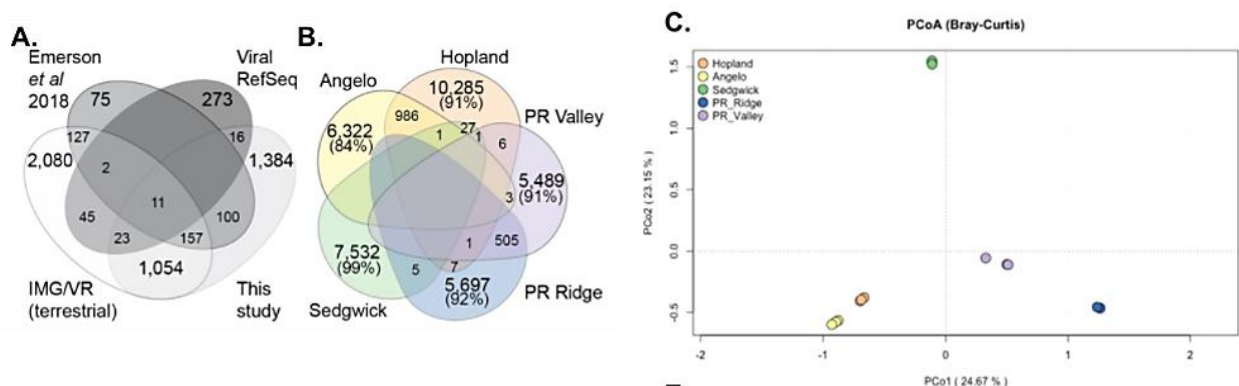 A.
Emerson
et al
2018
Viral
RefSeq
75
273
127
16
2,080
1,384
2
11
45
100
23
157
1,054
IMG/VR
(terrestrial)
This
study
B.
Hopland
Angelo
10,285
(91%)
PR Valley
986
27
1
1
6
6,322
(84%)
5,489
(91%)
3
7,532
(99%)
1
505
5
7
5,697
(92%)
PR Ridge
Sedgwick
C.
PCoA (Bray-Curtis)
Hopland
Angelo
Sedgwick
PR_Ridge
PR_Valley
1.5
1.0
0.5
0.0
-0.5
PCo2 ( 23.15 % )
-2
-1
0
1
2
PCo1 ( 24.67 % )